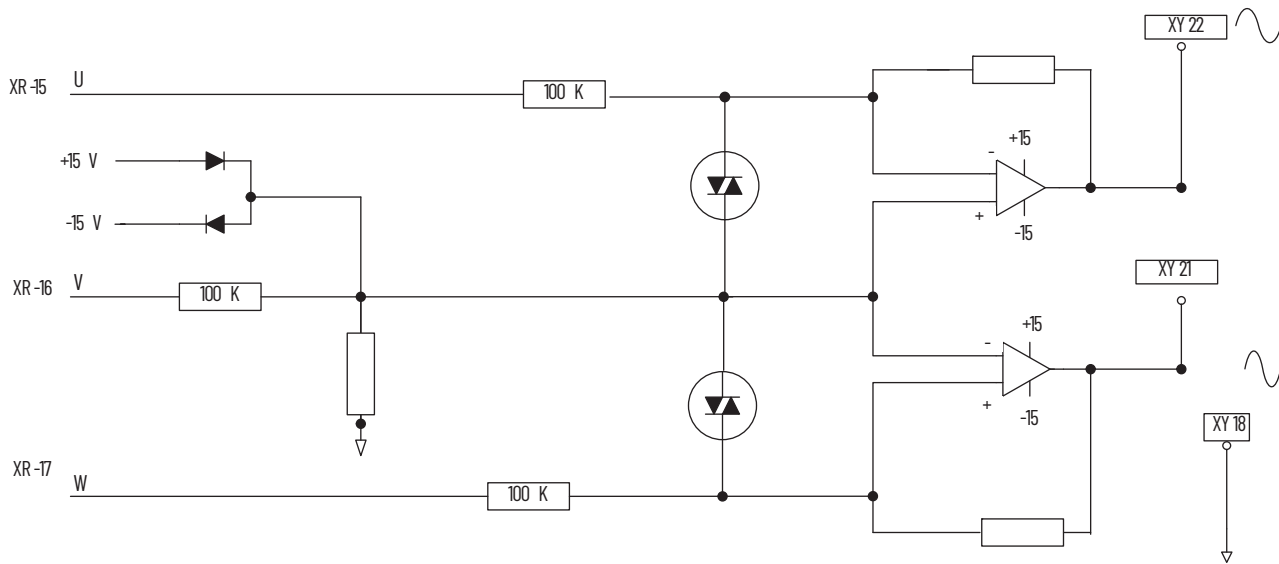 XY 22
XR-15 U
100 K
+15 V
- +15
-15 V
+ -15
XY 21
XR-16 V
100 K
- +15
+ -15
XY 18
XR-17
W
100 K